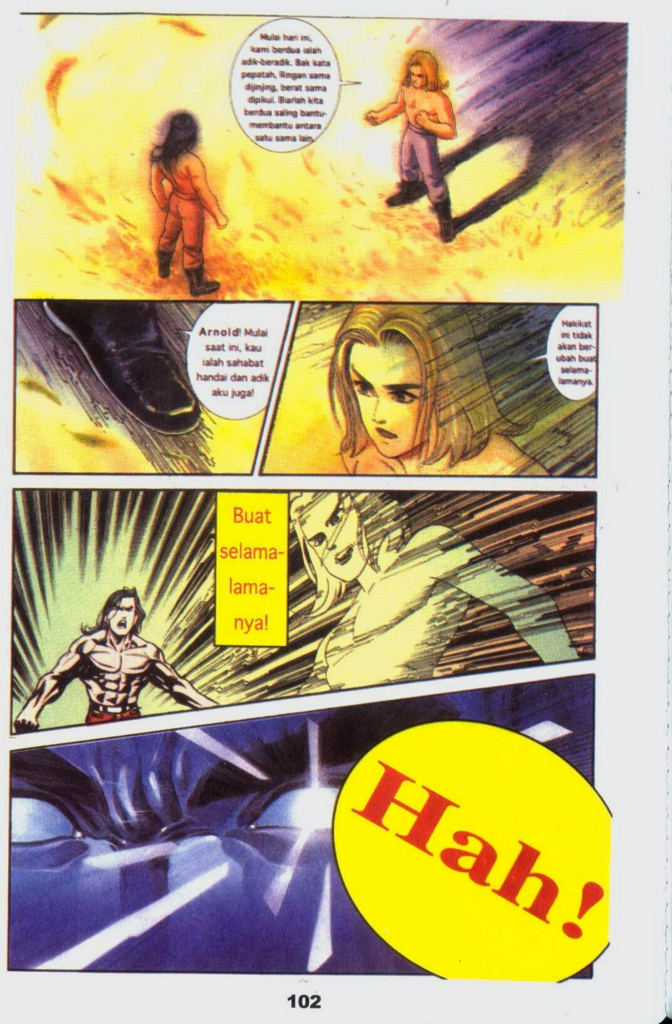 Mulai hari ini,
kami berdua ialah
adik-beradik. Bak kata
pepatah, Ringan sama
dijinjing, berat sama
dipikul. Biarlah kita
berdua saling bantu-
membantu antara
satu sama lain.
Arnold! Mulai
saat ini, kau
ialah sahabat
handai dan adik
aku juga!
Hakikat
ini tidak
akan ber-
ubah buat
selama-
lamanya.
Buat
selama-
lama-
nya!
Hah!
102